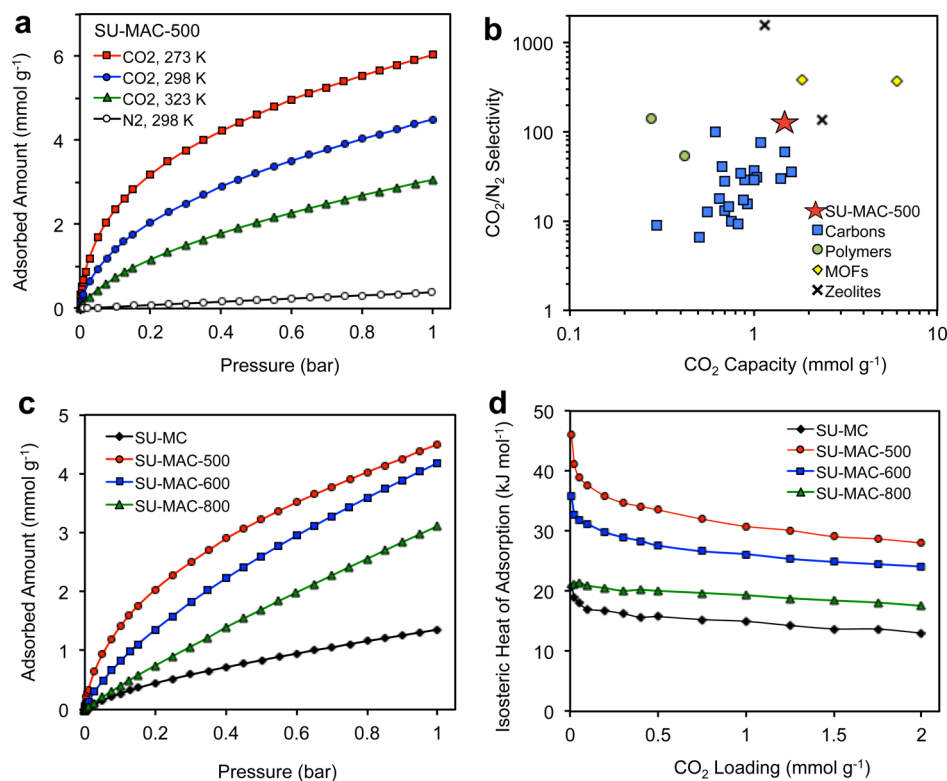 a
SU-MAC-500
CO2, 273 K
CO2, 298 K
CO2, 323 K
N2, 298 K
Adsorbed Amount (mmol g-1)
6
4
2
0
0 0.2 0.4 0.6 0.8 1
Pressure (bar)
b
CO2/N2 Selectivity
1000
100
10
1
0.1 1 10
CO2 Capacity (mmol g-1)
SU-MAC-500
Carbons
Polymers
MOFs
Zeolites
c
SU-MC
SU-MAC-500
SU-MAC-600
SU-MAC-800
Adsorbed Amount (mmol g-1)
5
4
3
2
1
0
0 0.2 0.4 0.6 0.8 1
Pressure (bar)
d
SU-MC
SU-MAC-500
SU-MAC-600
SU-MAC-800
Isosteric Heat of Adsorption (kJ mol-1)
50
40
30
20
10
0
0 0.5 1 1.5 2
CO2 Loading (mmol g-1)